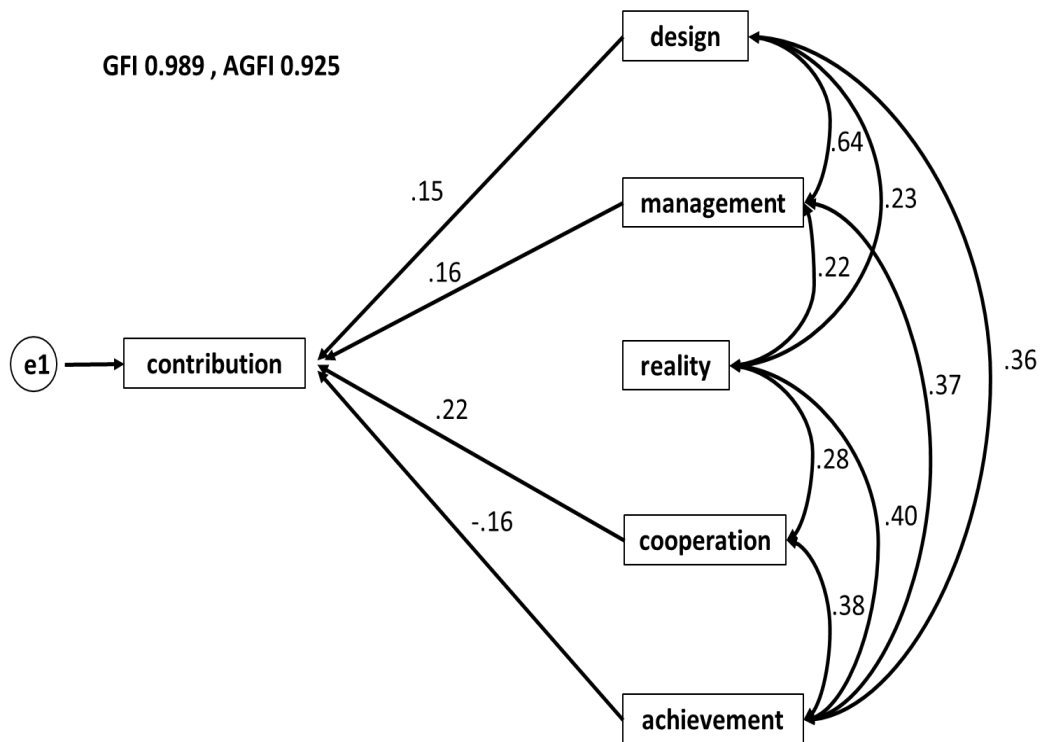 design
GFI 0.989 , AGFI 0.925
.64
.15
management
.23
.16
.22
e1
contribution
reality
.36
.37
.22
.28
-.16
.40
cooperation
.38
achievement